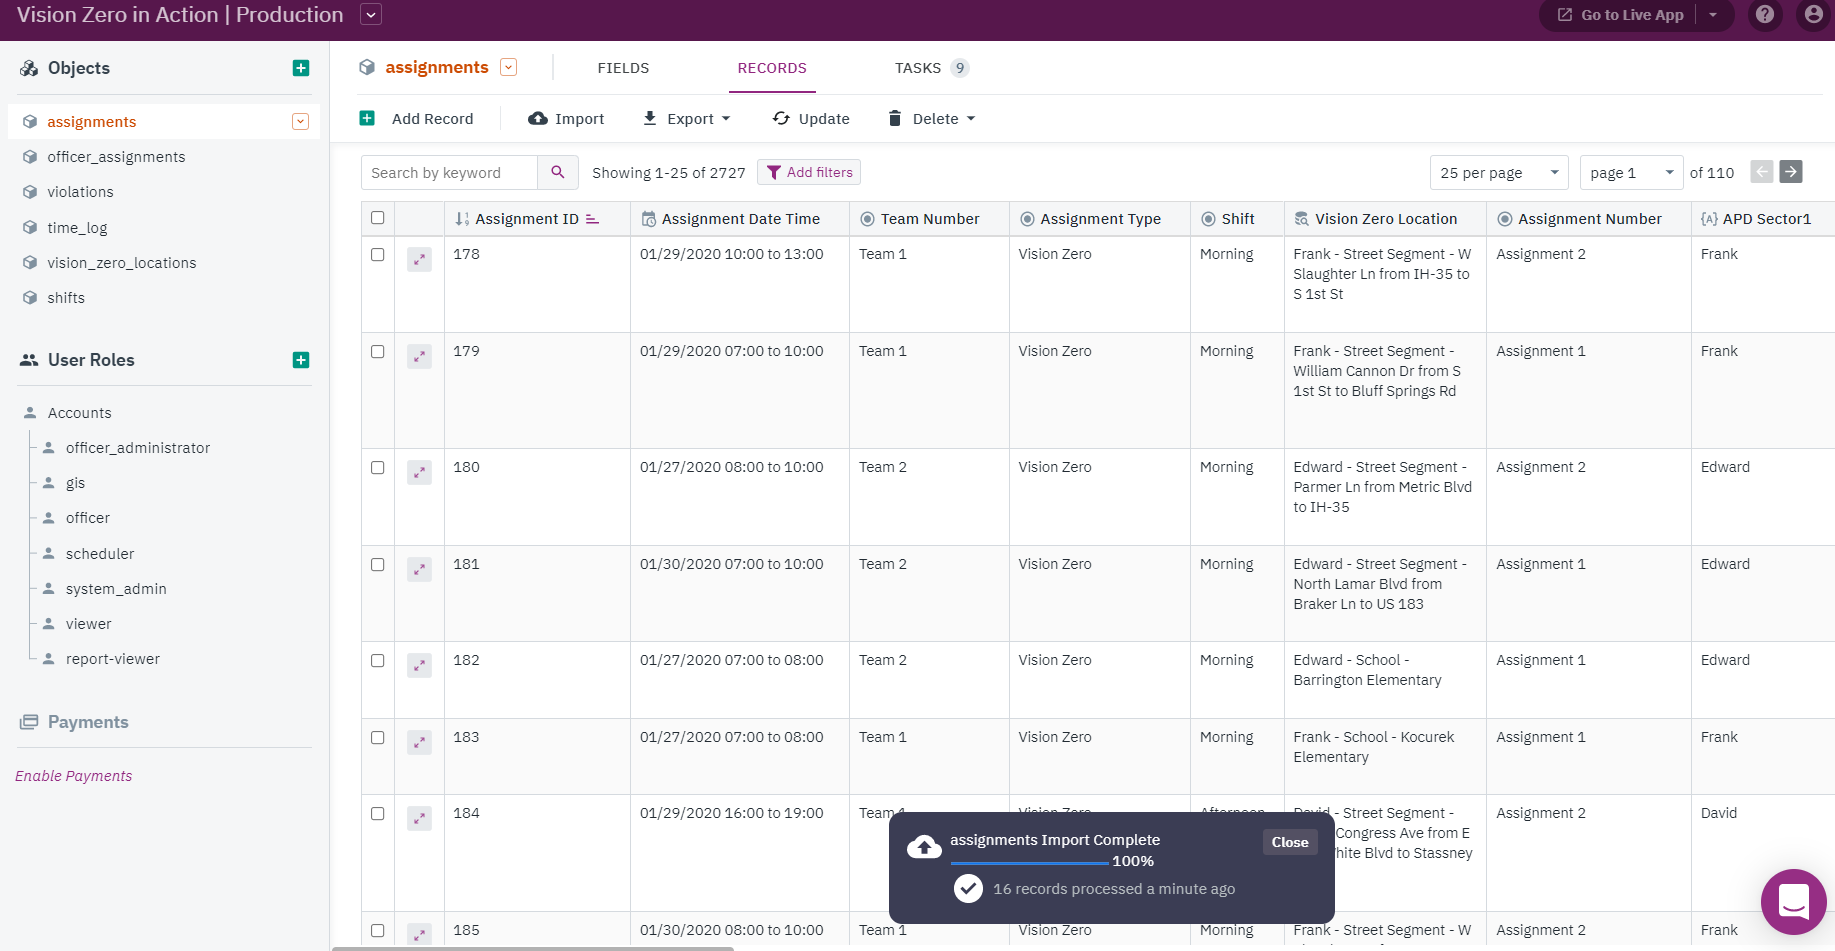 Vision Zero in Action | Production
Go to Live App
Objects
assignments
officer_assignments
violations
time_log
vision_zero_locations
shifts
User Roles
Accounts
officer_administrator
gis
officer
scheduler
system_admin
viewer
report-viewer
Payments
Enable Payments
assignments
FIELDS
RECORDS
TASKS 9
Add Record
Import
Export
Update
Delete
Search by keyword
Showing 1-25 of 2727
Add filters
25 per page
page 1
of 110
Assignment ID
Assignment Date Time
Team Number
Assignment Type
Shift
Vision Zero Location
Assignment Number
{A} APD Sector1
178
01/29/2020 10:00 to 13:00
Team 1
Vision Zero
Morning
Frank - Street Segment - W
Slaughter Ln from IH-35 to
S 1st St
Assignment 2
Frank
179
01/29/2020 07:00 to 10:00
Team 1
Vision Zero
Morning
Frank - Street Segment -
William Cannon Dr from S
1st St to Bluff Springs Rd
Assignment 1
Frank
180
01/27/2020 08:00 to 10:00
Team 2
Vision Zero
Morning
Edward - Street Segment -
Parmer Ln from Metric Blvd
to IH-35
Assignment 2
Edward
181
01/30/2020 07:00 to 10:00
Team 2
Vision Zero
Morning
Edward - Street Segment -
North Lamar Blvd from
Braker Ln to US 183
Assignment 1
Edward
182
01/27/2020 07:00 to 08:00
Team 2
Vision Zero
Morning
Edward - School -
Barrington Elementary
Assignment 1
Edward
183
01/27/2020 07:00 to 08:00
Team 1
Vision Zero
Morning
Frank - School - Kocurek
Elementary
Assignment 1
Frank
184
01/29/2020 16:00 to 19:00
Team 1
Vision Zero
Afternoon
David - Street Segment -
Congress Ave from E
Blvd to Stassney
Assignment 2
David
185
01/30/2020 08:00 to 10:00
Team 1
Vision Zero
Morning
Frank - Street Segment - W
Assignment 1
Frank
assignments Import Complete
100%
16 records processed a minute ago
Close